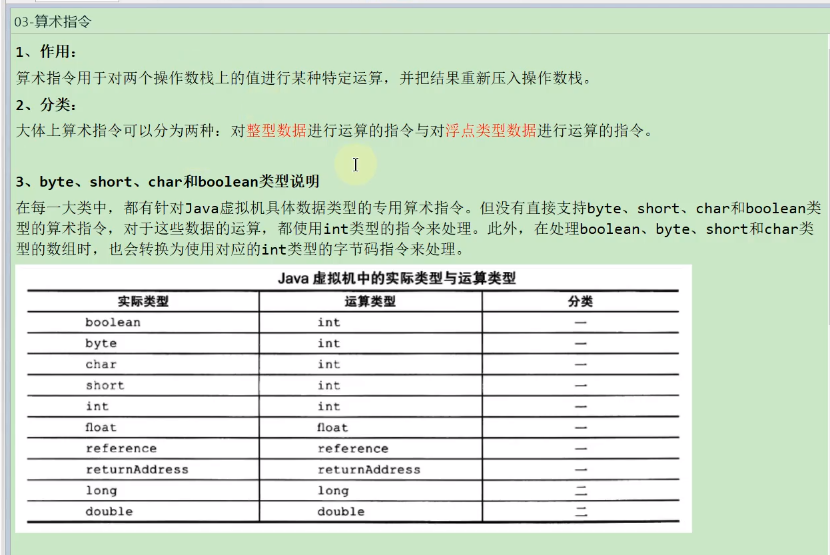 03-算术指令
1、作用:
算术指令用于对两个操作数栈上的值进行某种特定运算,并把结果重新压入操作数栈。
2、分类:
大体上算术指令可以分为两种:对整型数据进行运算的指令与对浮点类型数据进行运算的指令。
3、byte、short、char和boolean类型说明
在每一大类中,都有针对Java虚拟机具体数据类型的专用算术指令。但没有直接支持byte、short、char和boolean类
型的算术指令,对于这些数据的运算,都使用int类型的指令来处理。此外,在处理boolean、byte、short和char类
型的数组时,也会转换为使用对应的int类型的字节码指令来处理。
Java 虚拟机中的实际类型与运算类型
实际类型 运算类型 分类
boolean int 一
byte int 一
char int 一
short int 一
int int 一
float float 一
reference reference 一
returnAddress returnAddress 一
long long 二
double double 二